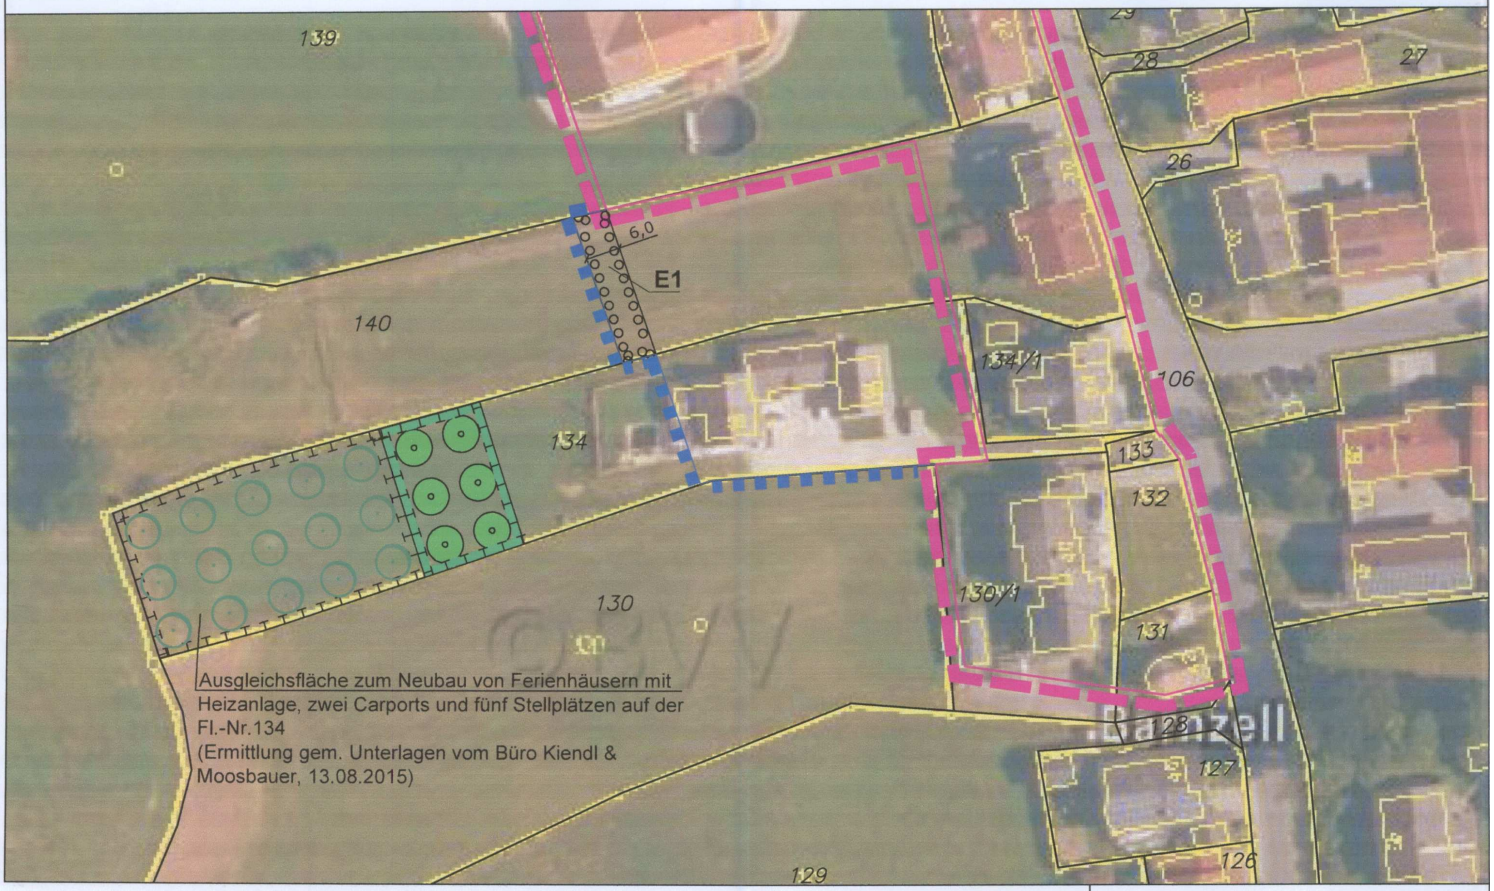 139
29
28
27
26
6,0
E1
140
134/1
106
134
133
132
130
130/1
131
©BVV
Ausgleichsfläche zum Neubau von Ferienhäusern mit
Heizanlage, zwei Carports und fünf Stellplätzen auf der
Fl.-Nr.134
(Ermittlung gem. Unterlagen vom Büro Kiendl &
Moosbauer, 13.08.2015)
128
127
126
129